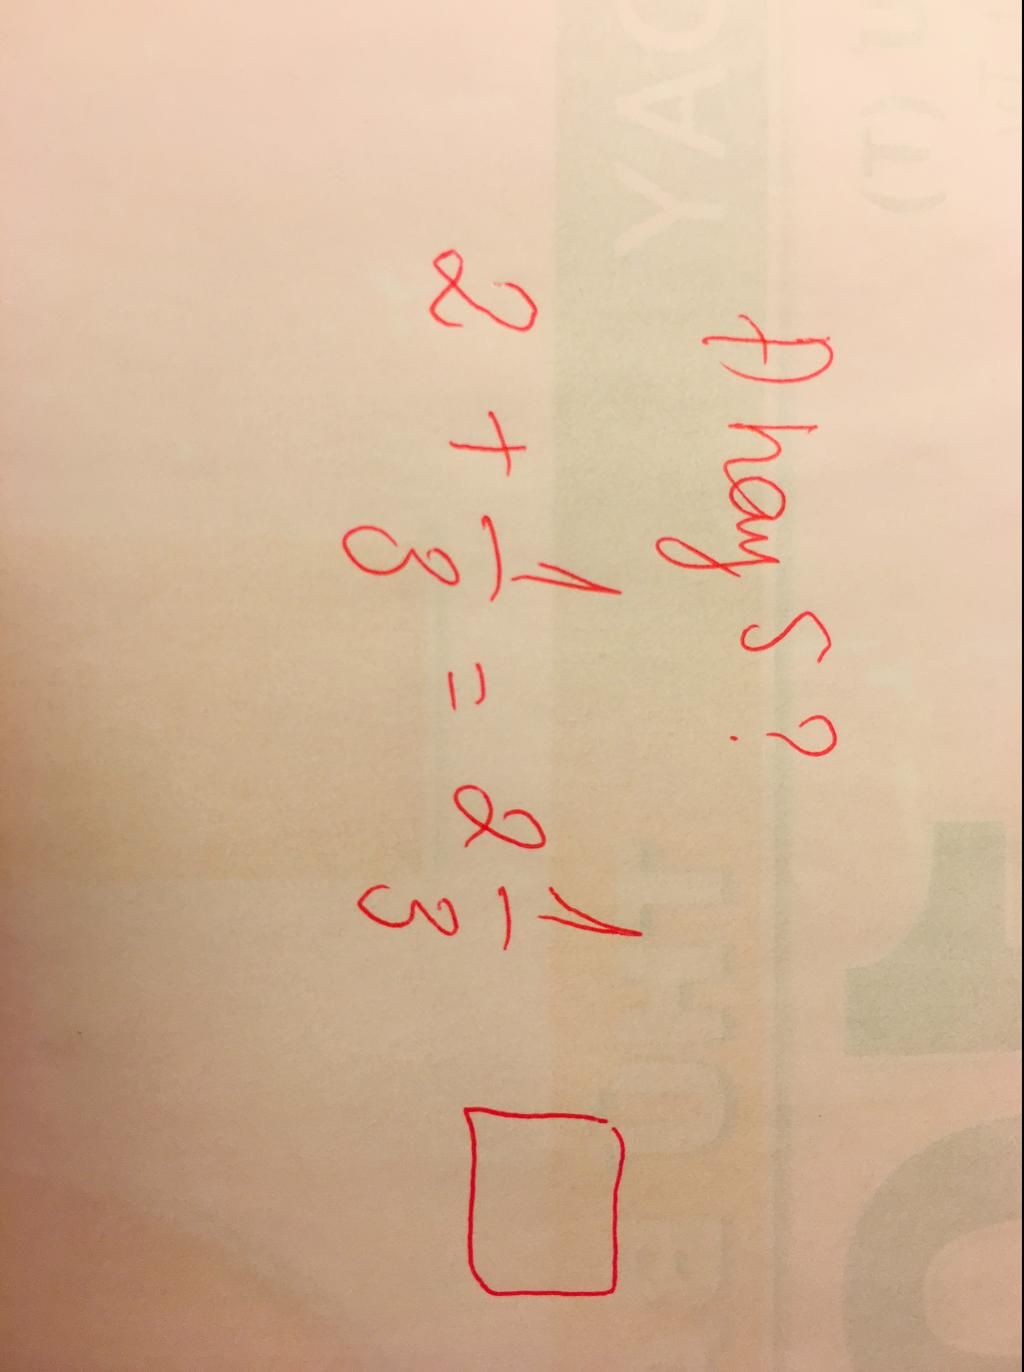 Đ hay S?
2 + 1/3 = 2 1/3